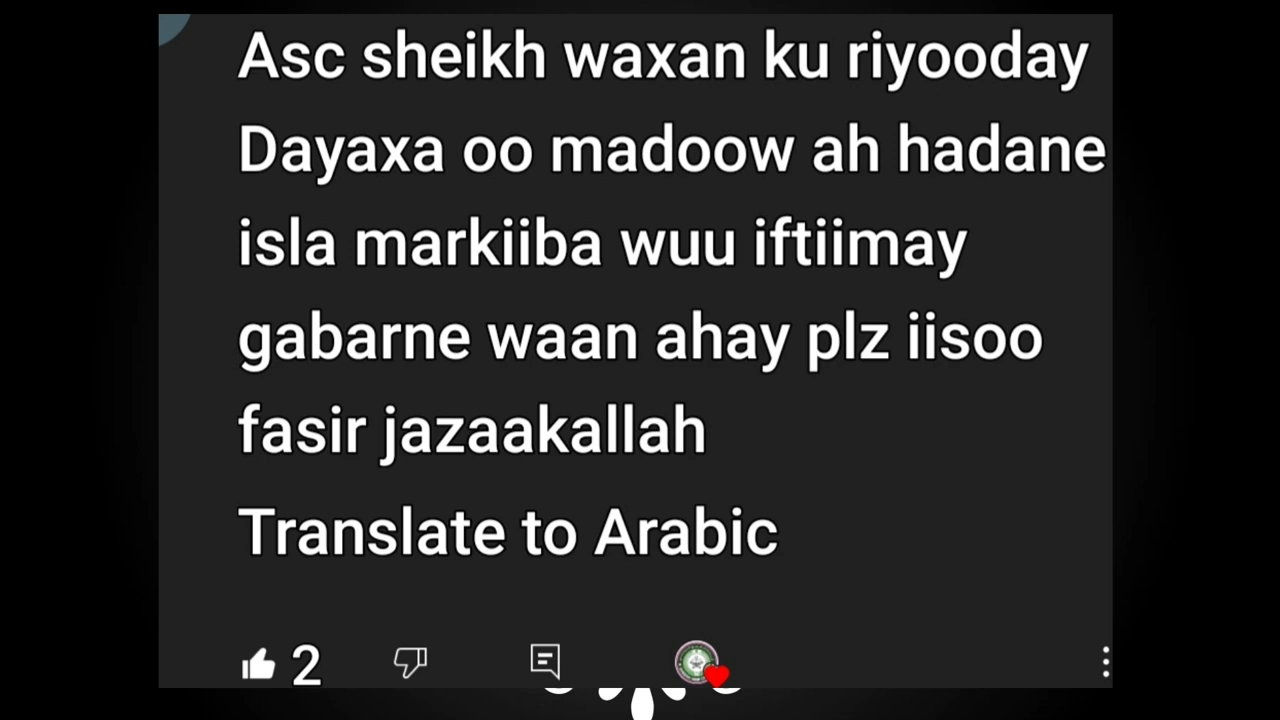 Asc sheikh waxan ku riyooday
Dayaxa oo madoow ah hadane
isla markiiba wuu iftiimay
gabarne waan ahay plz iisoo
fasir jazaakallah
Translate to Arabic
2